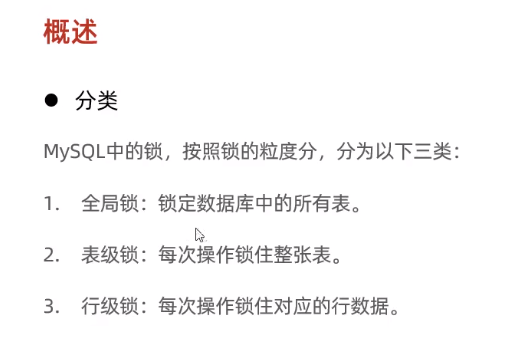 概述
● 分类
MySQL中的锁，按照锁的粒度分，分为以下三类：
1. 全局锁：锁定数据库中的所有表。
2. 表级锁：每次操作锁住整张表。
3. 行级锁：每次操作锁住对应的行数据。